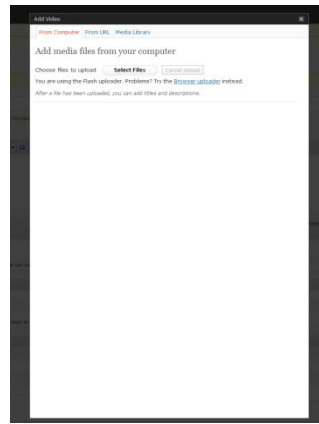 Add Video
From Computer From URL Media Library
Add media files from your computer
Choose files to upload Select Files Cancel Upload
You are using the Flash uploader. Problems? Try the Browser uploader instead.
After a file has been uploaded, you can add titles and descriptions.